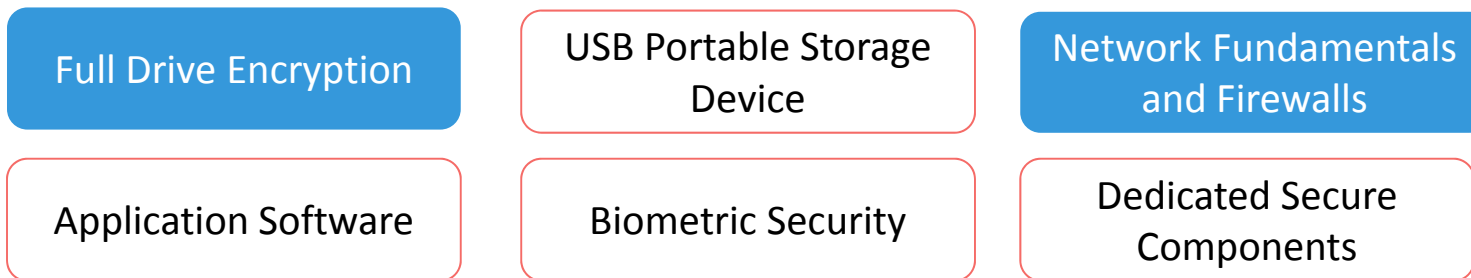 Full Drive Encryption
USB Portable Storage
Device
Network Fundamentals
and Firewalls
Application Software
Biometric Security
Dedicated Secure
Components